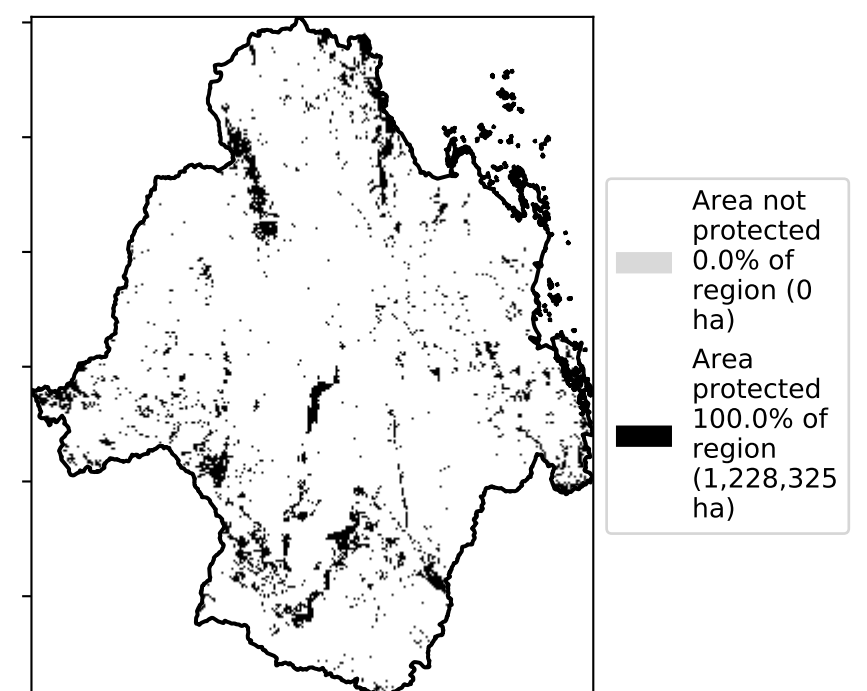 Area not
protected
0.0% of
region (0
ha)
Area
protected
100.0% of
region
(1,228,325
ha)